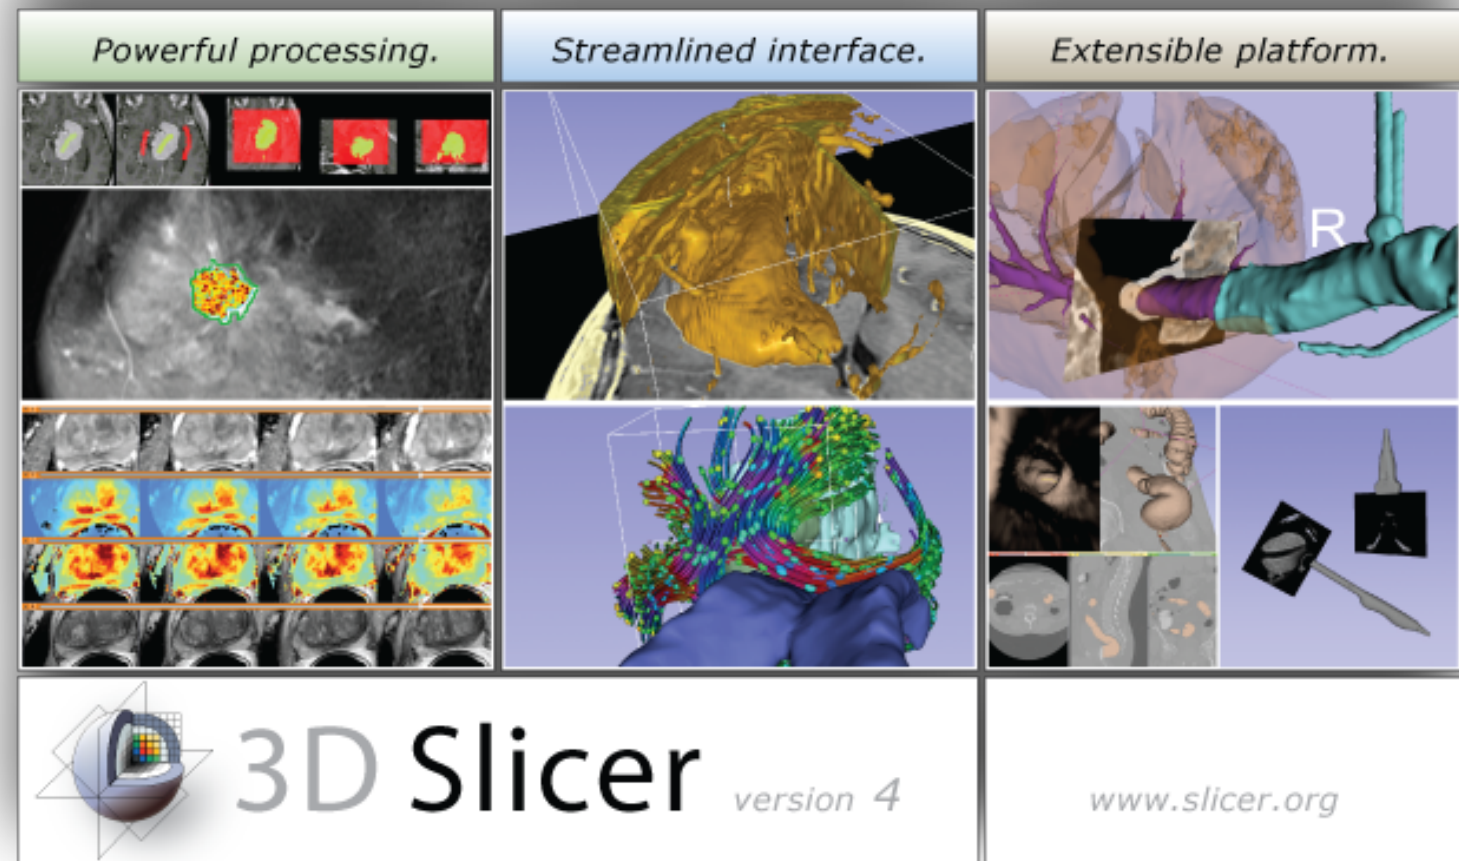 Powerful processing.
Streamlined interface.
Extensible platform.
R
3D Slicer version 4
www.slicer.org